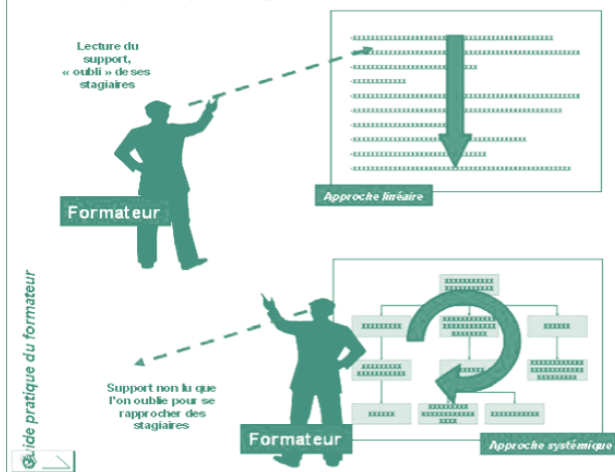 Lecture du
support,
« oubli » de ses
stagiaires
Formateur
Approche linéaire
Guide pratique du formateur
Support non lu que
l'on oublie pour se
rapprocher des
stagiaires
Formateur
Approche systémique